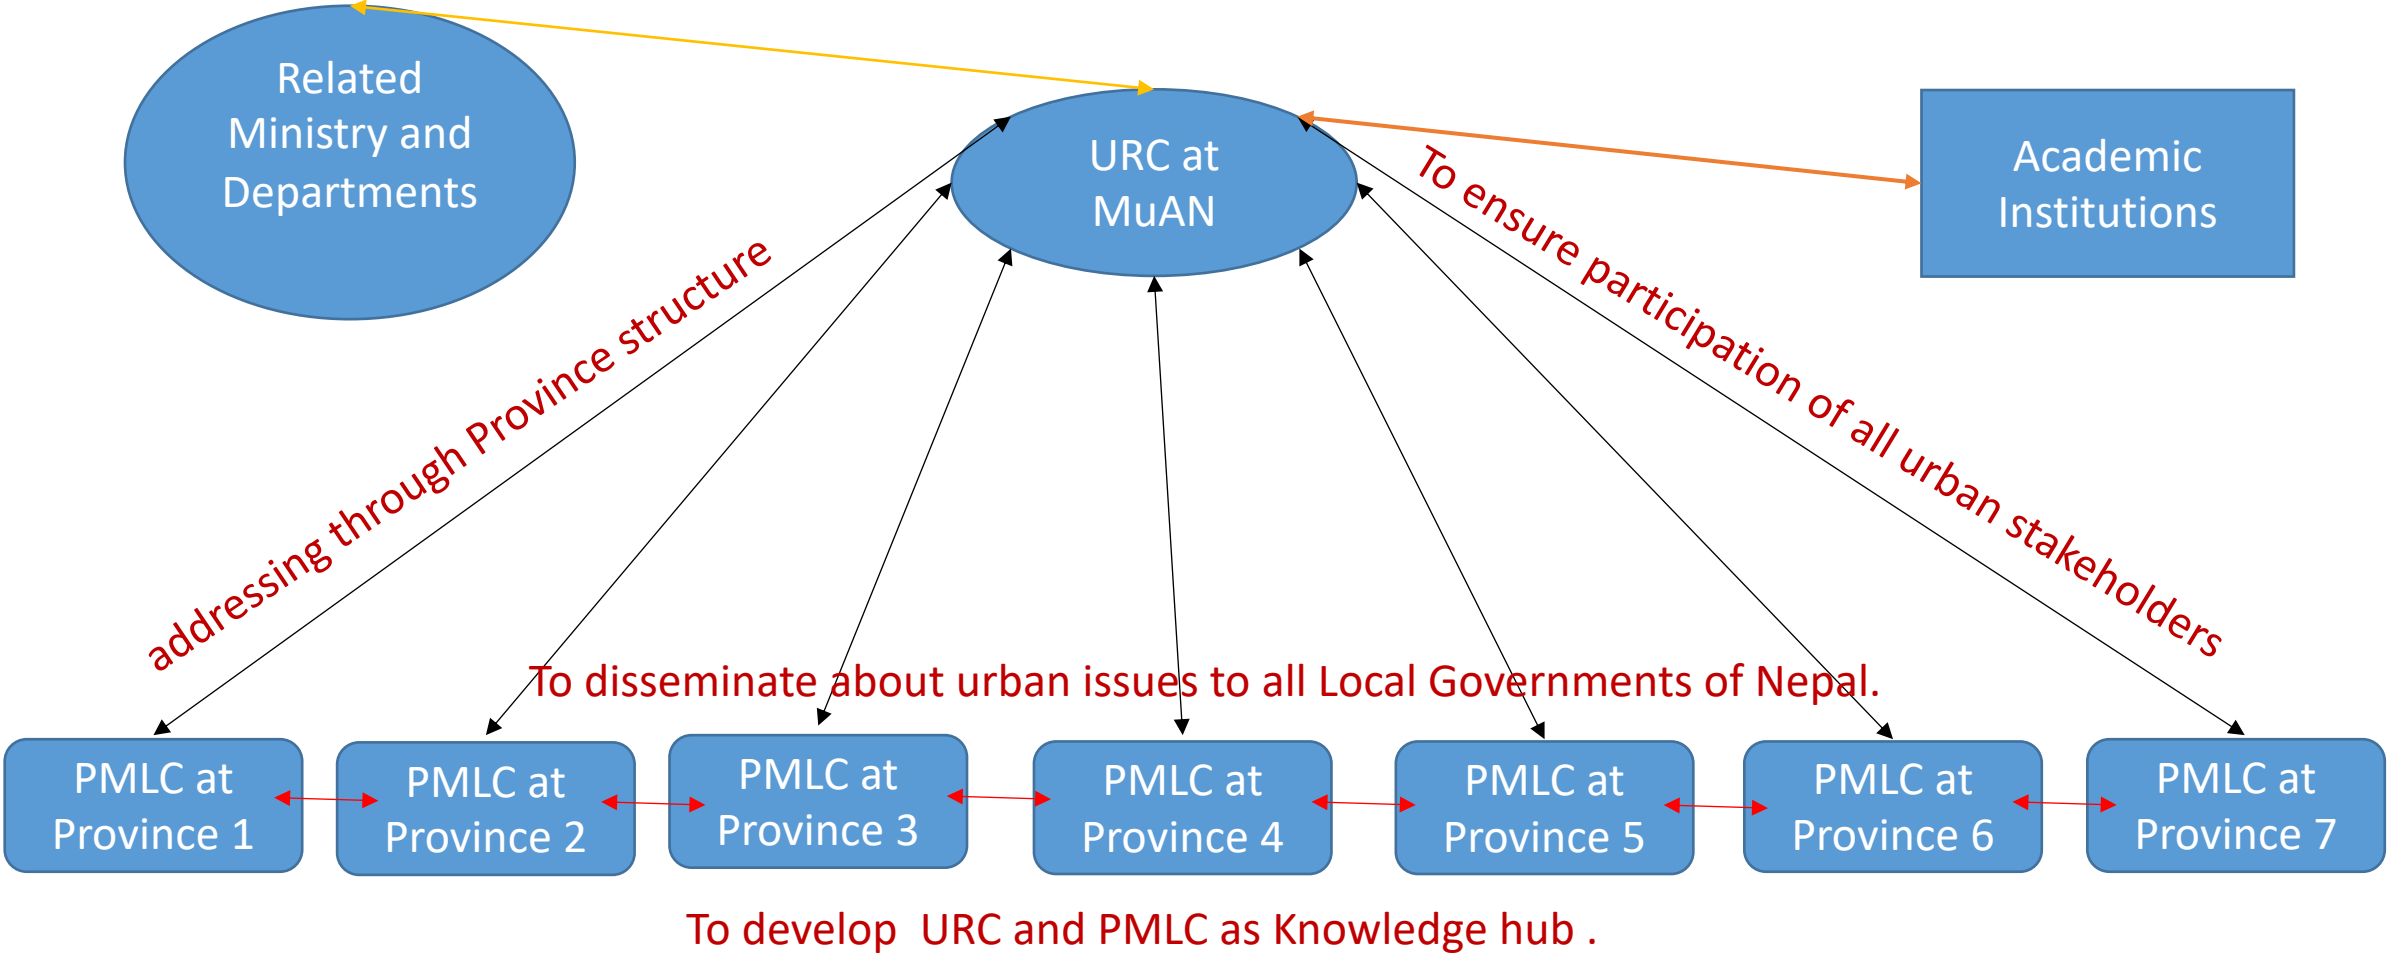 Related
Ministry and
Departments
URC at
MuAN
Academic
Institutions
addressing through Province structure
To ensure participation of all urban stakeholders
To disseminate about urban issues to all Local Governments of Nepal.
PMLC at
Province 1
PMLC at
Province 2
PMLC at
Province 3
PMLC at
Province 4
PMLC at
Province 5
PMLC at
Province 6
PMLC at
Province 7
To develop  URC and PMLC as Knowledge hub .